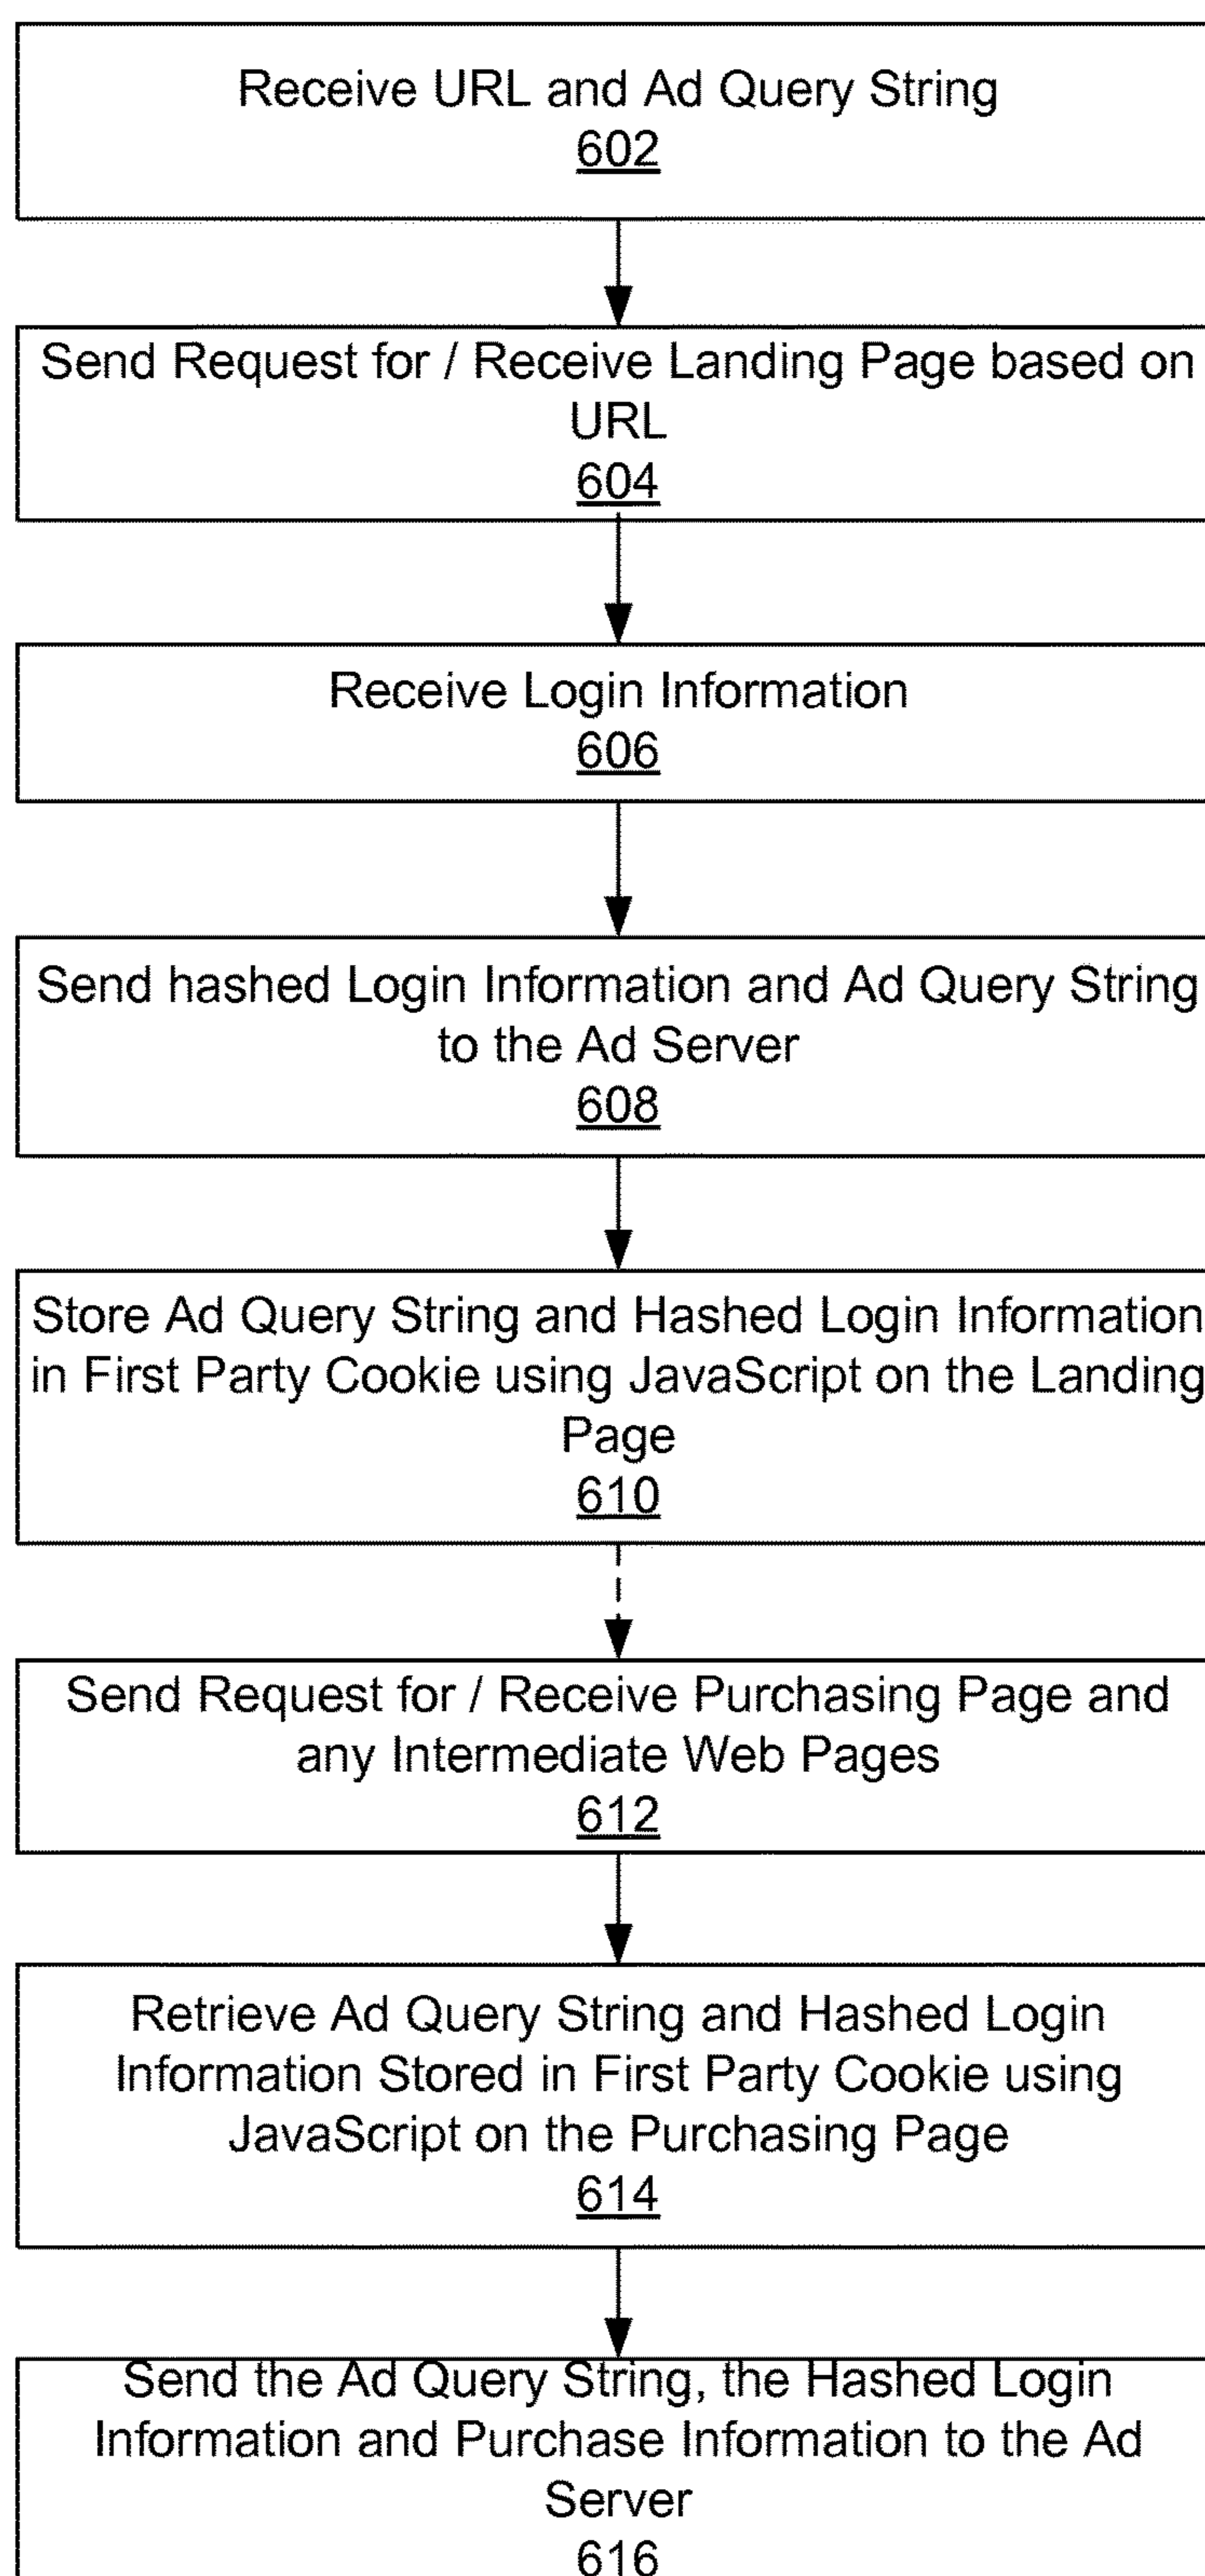 Receive URL and Ad Query String
602
Send Request for / Receive Landing Page based on
URL
604
Receive Login Information
606
Send hashed Login Information and Ad Query String
to the Ad Server
608
Store Ad Query String and Hashed Login Information
in First Party Cookie using JavaScript on the Landing
Page
610
Send Request for / Receive Purchasing Page and
any Intermediate Web Pages
612
Retrieve Ad Query String and Hashed Login
Information Stored in First Party Cookie using
JavaScript on the Purchasing Page
614
Send the Ad Query String, the Hashed Login
Information and Purchase Information to the Ad
Server
616